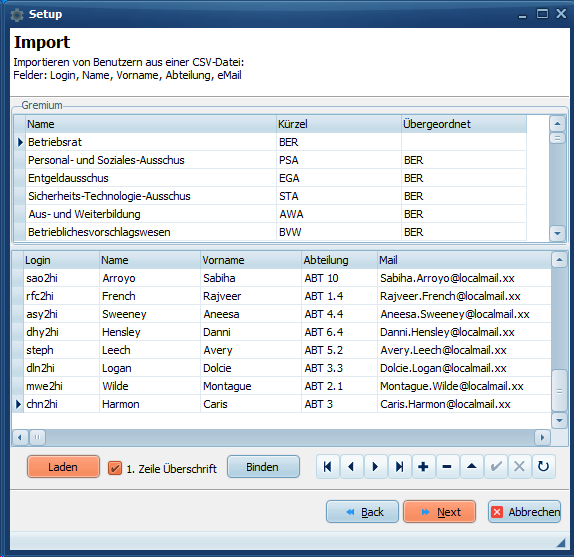 Setup
Import
Importieren von Benutzern aus einer CSV-Datei:
Felder: Login, Name, Vorname, Abteilung, eMail
Gremium
Name Kürzel Übergeordnet
Betriebsrat BER
Personal- und Soziales-Ausschus PSA BER
Entgeldausschus EGA BER
Sicherheits-Technologie-Ausschus STA BER
Aus- und Weiterbildung AWA BER
Betrieblichesvorschlagswesen BVW BER
Login Name Vorname Abteilung Mail
sao2hi Arroyo Sabiha ABT 10 Sabiha.Arroyo@localmail.xx
rfc2hi French Rajveer ABT 1.4 Rajveer.French@localmail.xx
asy2hi Sweeney Aneesa ABT 4.4 Aneesa.Sweeney@localmail.xx
dhy2hi Hensley Danni ABT 6.4 Danni.Hensley@localmail.xx
steph Leech Avery ABT 5.2 Avery.Leech@localmail.xx
dln2hi Logan Dolcie ABT 3.3 Dolcie.Logan@localmail.xx
mwe2hi Wilde Montague ABT 2.1 Montague.Wilde@localmail.xx
chn2hi Harmon Caris ABT 3 Caris.Harmon@localmail.xx
Laden 1. Zeile Überschrift Binden
Back Next Abbrechen